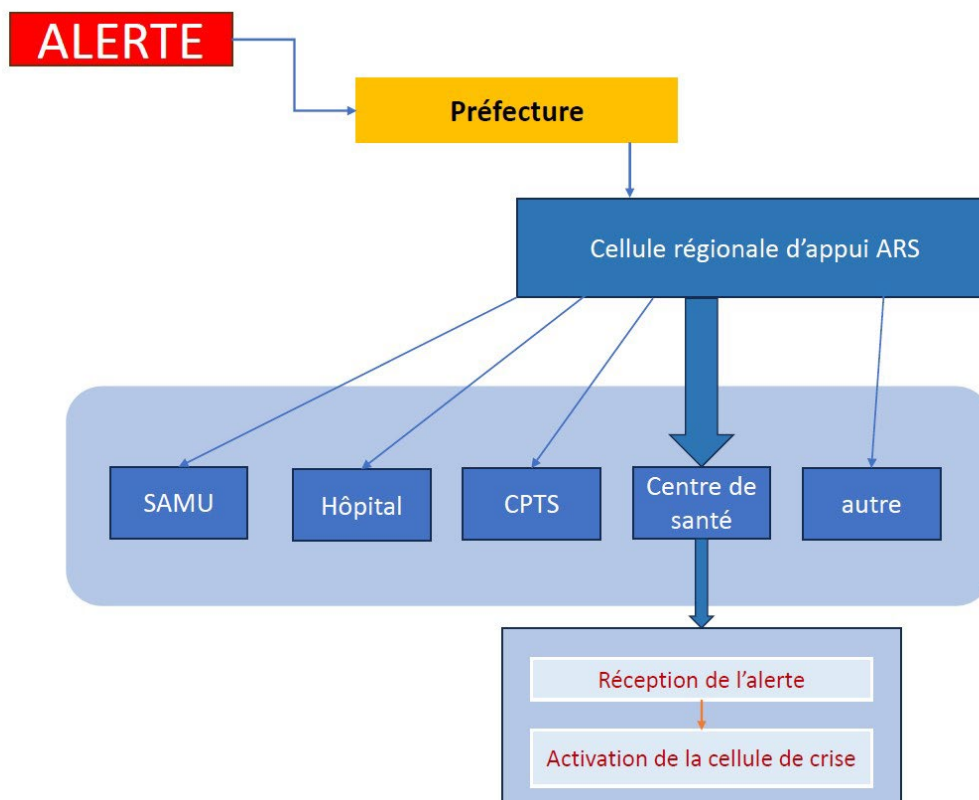 ALERTE
Préfecture
Cellule régionale d’appui ARS
SAMU
Hôpital
CPTS
Centre de
santé
autre
Réception de l’alerte
Activation de la cellule de crise